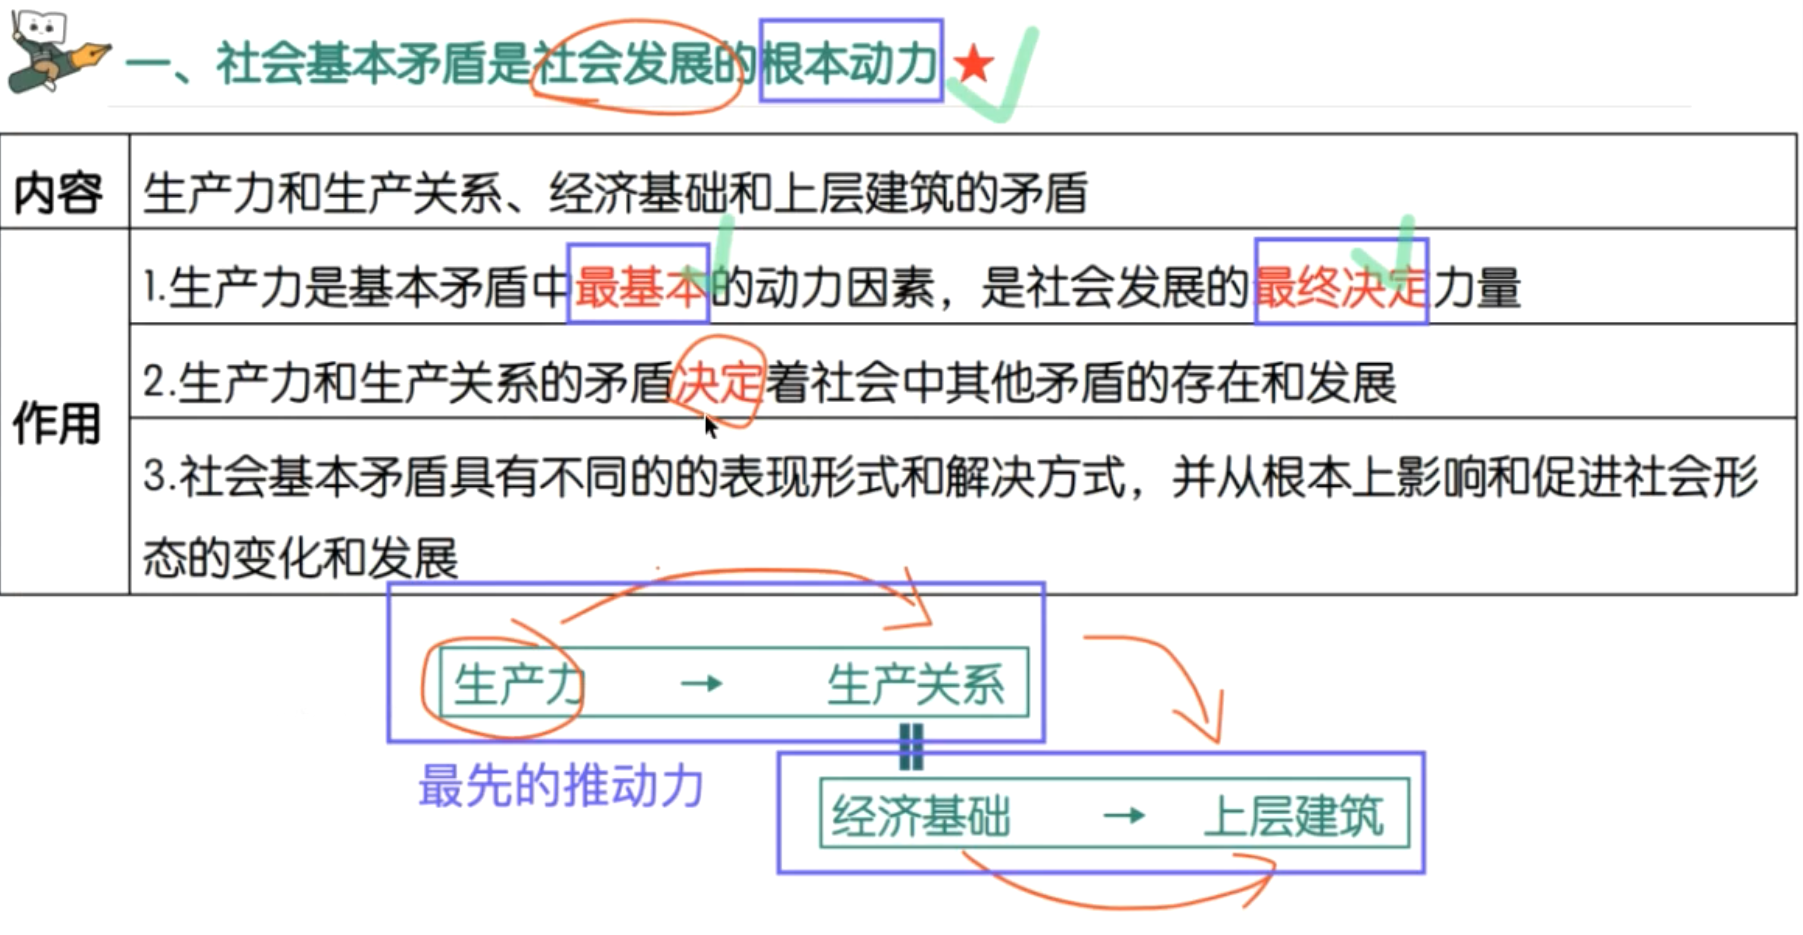 一、社会基本矛盾是社会发展的根本动力
内容
生产力和生产关系、经济基础和上层建筑的矛盾
作用
1.生产力是基本矛盾中最基本的动力因素，是社会发展的最终决定力量
2.生产力和生产关系的矛盾决定着社会中其他矛盾的存在和发展
3.社会基本矛盾具有不同的的表现形式和解决方式，并从根本上影响和促进社会形
态的变化和发展
生产力 → 生产关系
最先的推动力
经济基础 → 上层建筑